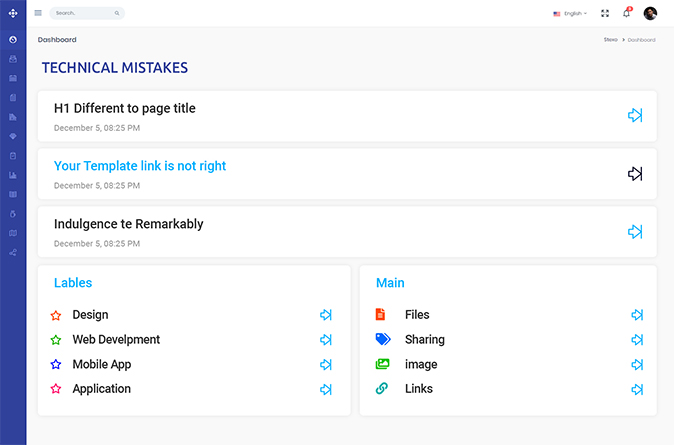 Search..
English
8
Dashboard
Stexo > Dashboard
TECHNICAL MISTAKES
H1 Different to page title
December 5, 08:25 PM
Your Template link is not right
December 5, 08:25 PM
Indulgence te Remarkably
December 5, 08:25 PM
Lables
Design
Web Develpment
Mobile App
Application
Main
Files
Sharing
image
Links